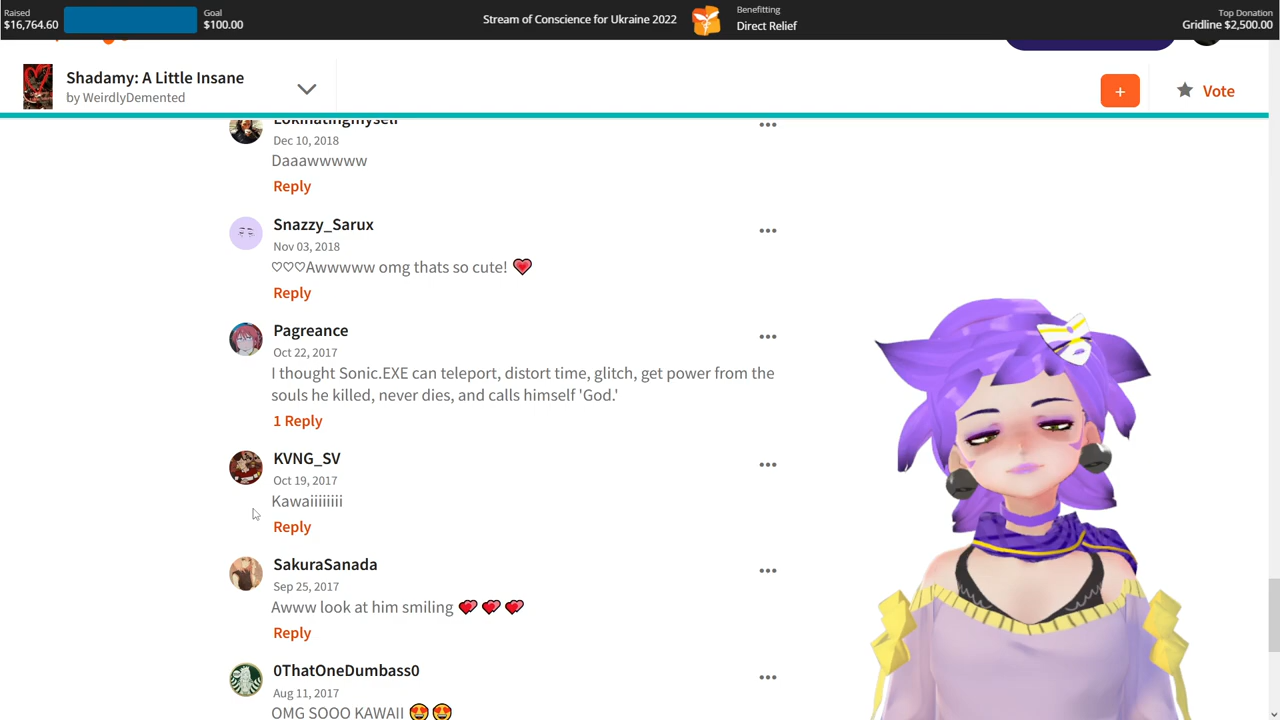 Raised
$16,764.60
Goal
$100.00
Stream of Conscience for Ukraine 2022
Benefitting
Direct Relief
Top Donation
Gridline $2,500.00
Shadamy: A Little Insane
by WeirdlyDemented
+
★ Vote
Lokihatingmyself
Dec 10, 2018
Daaawwwww
Reply
Snazzy_Sarux
Nov 03, 2018
♡♡♡Awwwww omg thats so cute! 💗
Reply
Pagreance
Oct 22, 2017
I thought Sonic.EXE can teleport, distort time, glitch, get power from the
souls he killed, never dies, and calls himself 'God.'
1 Reply
KVNG_SV
Oct 19, 2017
Kawaiiiiiiii
Reply
SakuraSanada
Sep 25, 2017
Awww look at him smiling 💕💕💕
Reply
0ThatOneDumbass0
Aug 11, 2017
OMG SOOO KAWAII 😍😍